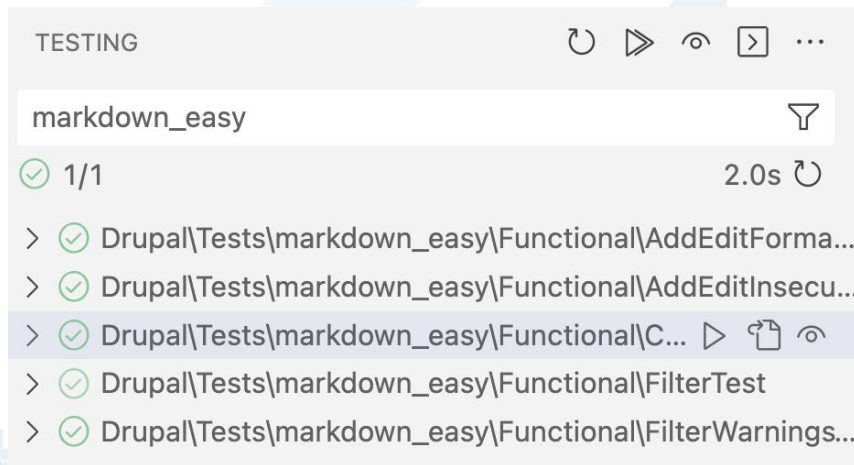 TESTING
markdown_easy
1/1 2.0s
Drupal\Tests\markdown_easy\Functional\AddEditForma...
Drupal\Tests\markdown_easy\Functional\AddEditInsecu...
Drupal\Tests\markdown_easy\Functional\C...
Drupal\Tests\markdown_easy\Functional\FilterTest
Drupal\Tests\markdown_easy\Functional\FilterWarnings...